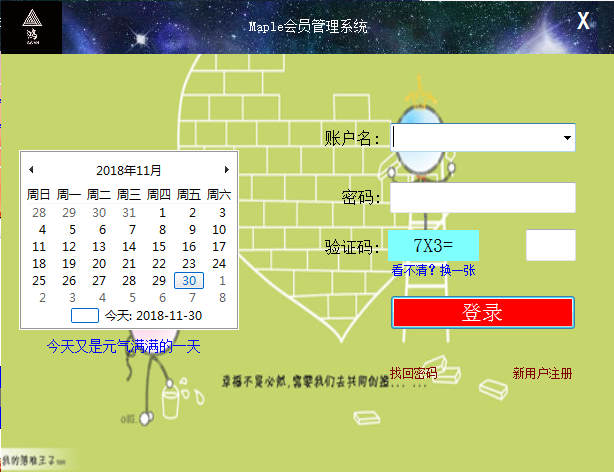 鸿
Maple会员管理系统
X
账户名:
2018年11月
周日 周一 周二 周三 周四 周五 周六
28 29 30 31 1 2 3
4 5 6 7 8 9 10
11 12 13 14 15 16 17
18 19 20 21 22 23 24
25 26 27 28 29 30 1
2 3 4 5 6 7 8
今天: 2018-11-30
密码:
验证码:
7X3=
看不清?换一张
登录
今天又是元气满满的一天
找回密码
新用户注册
幸福不是必然,需要我们去共同创造... ...
我的落难王子